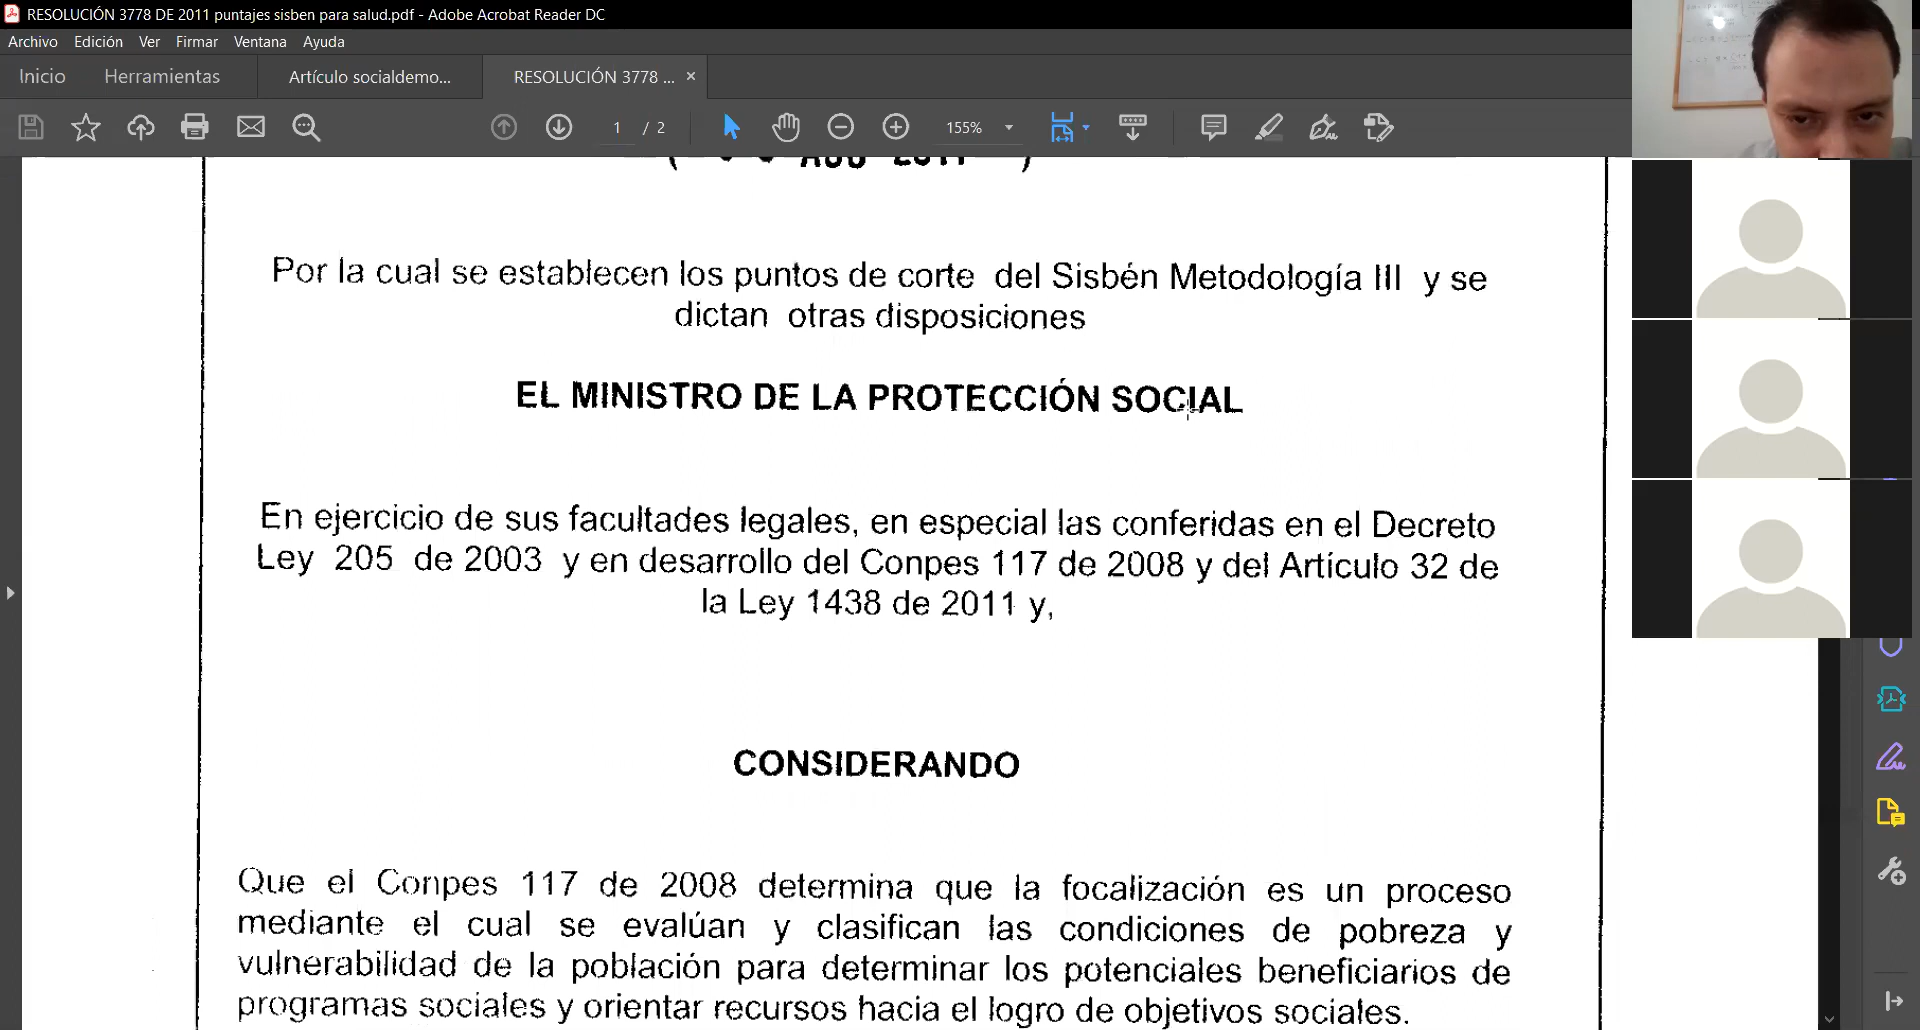 RESOLUCIÓN 3778 DE 2011 puntajes sisben para salud.pdf - Adobe Acrobat Reader DC
Archivo Edición Ver Firmar Ventana Ayuda
Inicio Herramientas Artículo socialdemo... RESOLUCIÓN 3778 ... ×
1 / 2 155%
Por la cual se establecen los puntos de corte del Sisbén Metodología III y se
dictan otras disposiciones
EL MINISTRO DE LA PROTECCIÓN SOCIAL
En ejercicio de sus facultades legales, en especial las conferidas en el Decreto
Ley 205 de 2003 y en desarrollo del Conpes 117 de 2008 y del Artículo 32 de
la Ley 1438 de 2011 y,
CONSIDERANDO
Que el Conpes 117 de 2008 determina que la focalización es un proceso
mediante el cual se evalúan y clasifican las condiciones de pobreza y
vulnerabilidad de la población para determinar los potenciales beneficiarios de
programas sociales y orientar recursos hacia el logro de objetivos sociales.